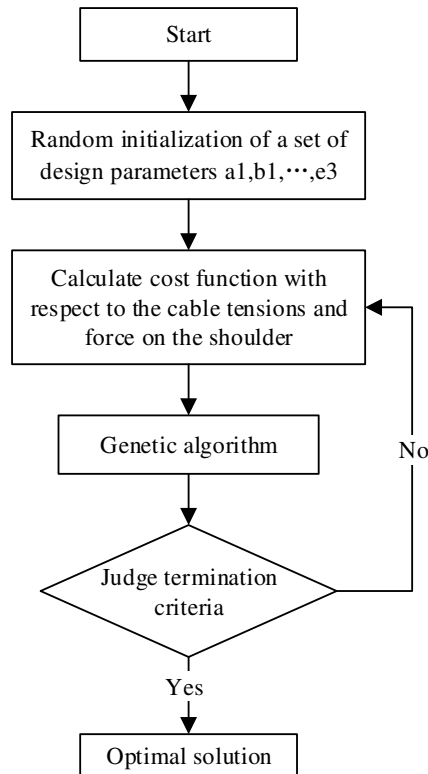 Start
Random initialization of a set of
design parameters a1,b1,⋯,e3
Calculate cost function with
respect to the cable tensions and
force on the shoulder
Genetic algorithm
No
Judge termination
criteria
Yes
Optimal solution